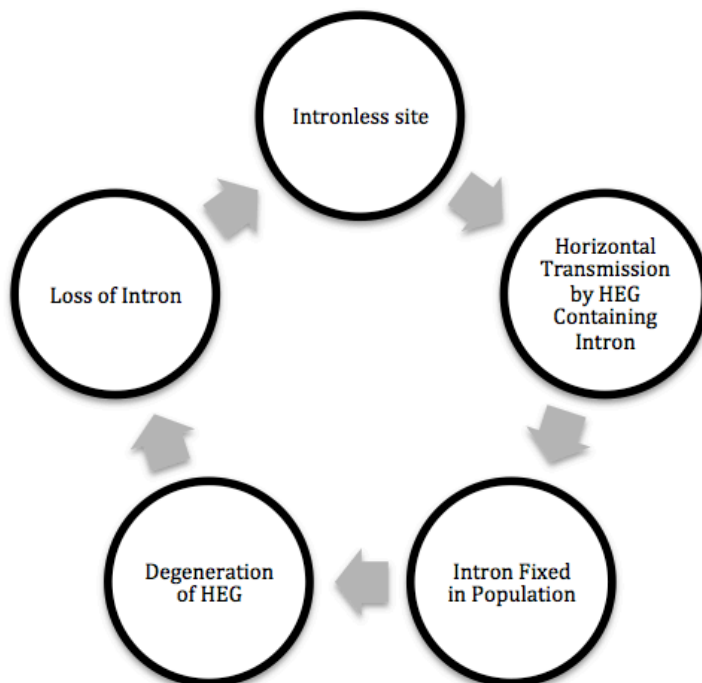 Intronless site
Horizontal
Transmission
by HEG
Containing
Intron
Intron Fixed
in Population
Degeneration
of HEG
Loss of Intron